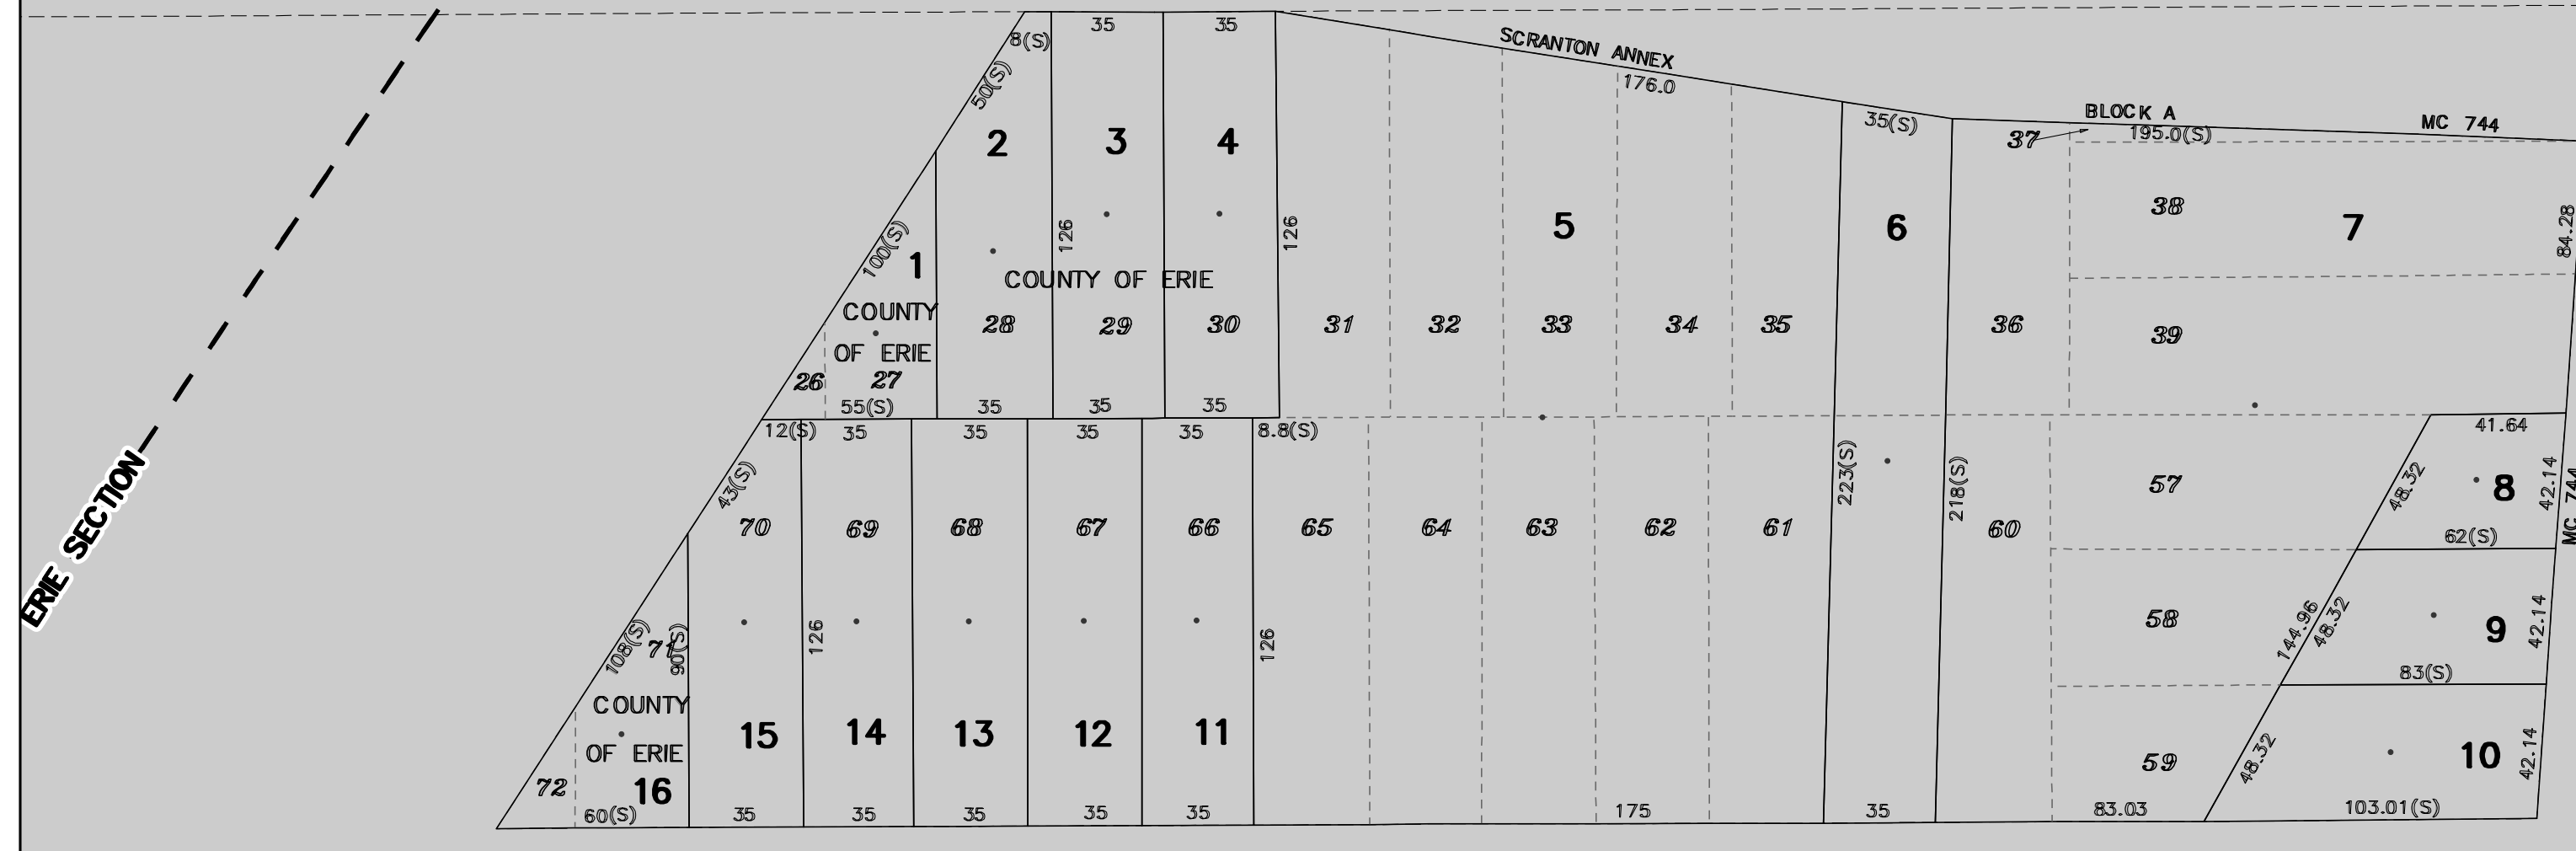 35
35
8(S)
SCRANTON ANNEX
176.0
50(S)
BLOCK A
MC 744
35(S)
195.0(S)
37
2
3
4
38
5
6
7
126
126
84.28
100(S)
1
COUNTY OF ERIE
COUNTY
OF ERIE
28
29
30
31
32
33
34
35
36
39
26
27
55(S)
35
35
35
12(S)
35
35
35
35
8.8(S)
41.64
43(S)
223(S)
218(S)
48.32
42.14
MC 744
8
57
ERIE SECTION
70
69
68
67
66
65
64
63
62
61
60
62(S)
108(S)
71
90(S)
126
126
58
144.96
48.32
9
42.14
83(S)
COUNTY
OF ERIE
15
14
13
12
11
59
48.32
10
42.14
72
16
60(S)
35
35
35
35
35
175
35
83.03
103.01(S)